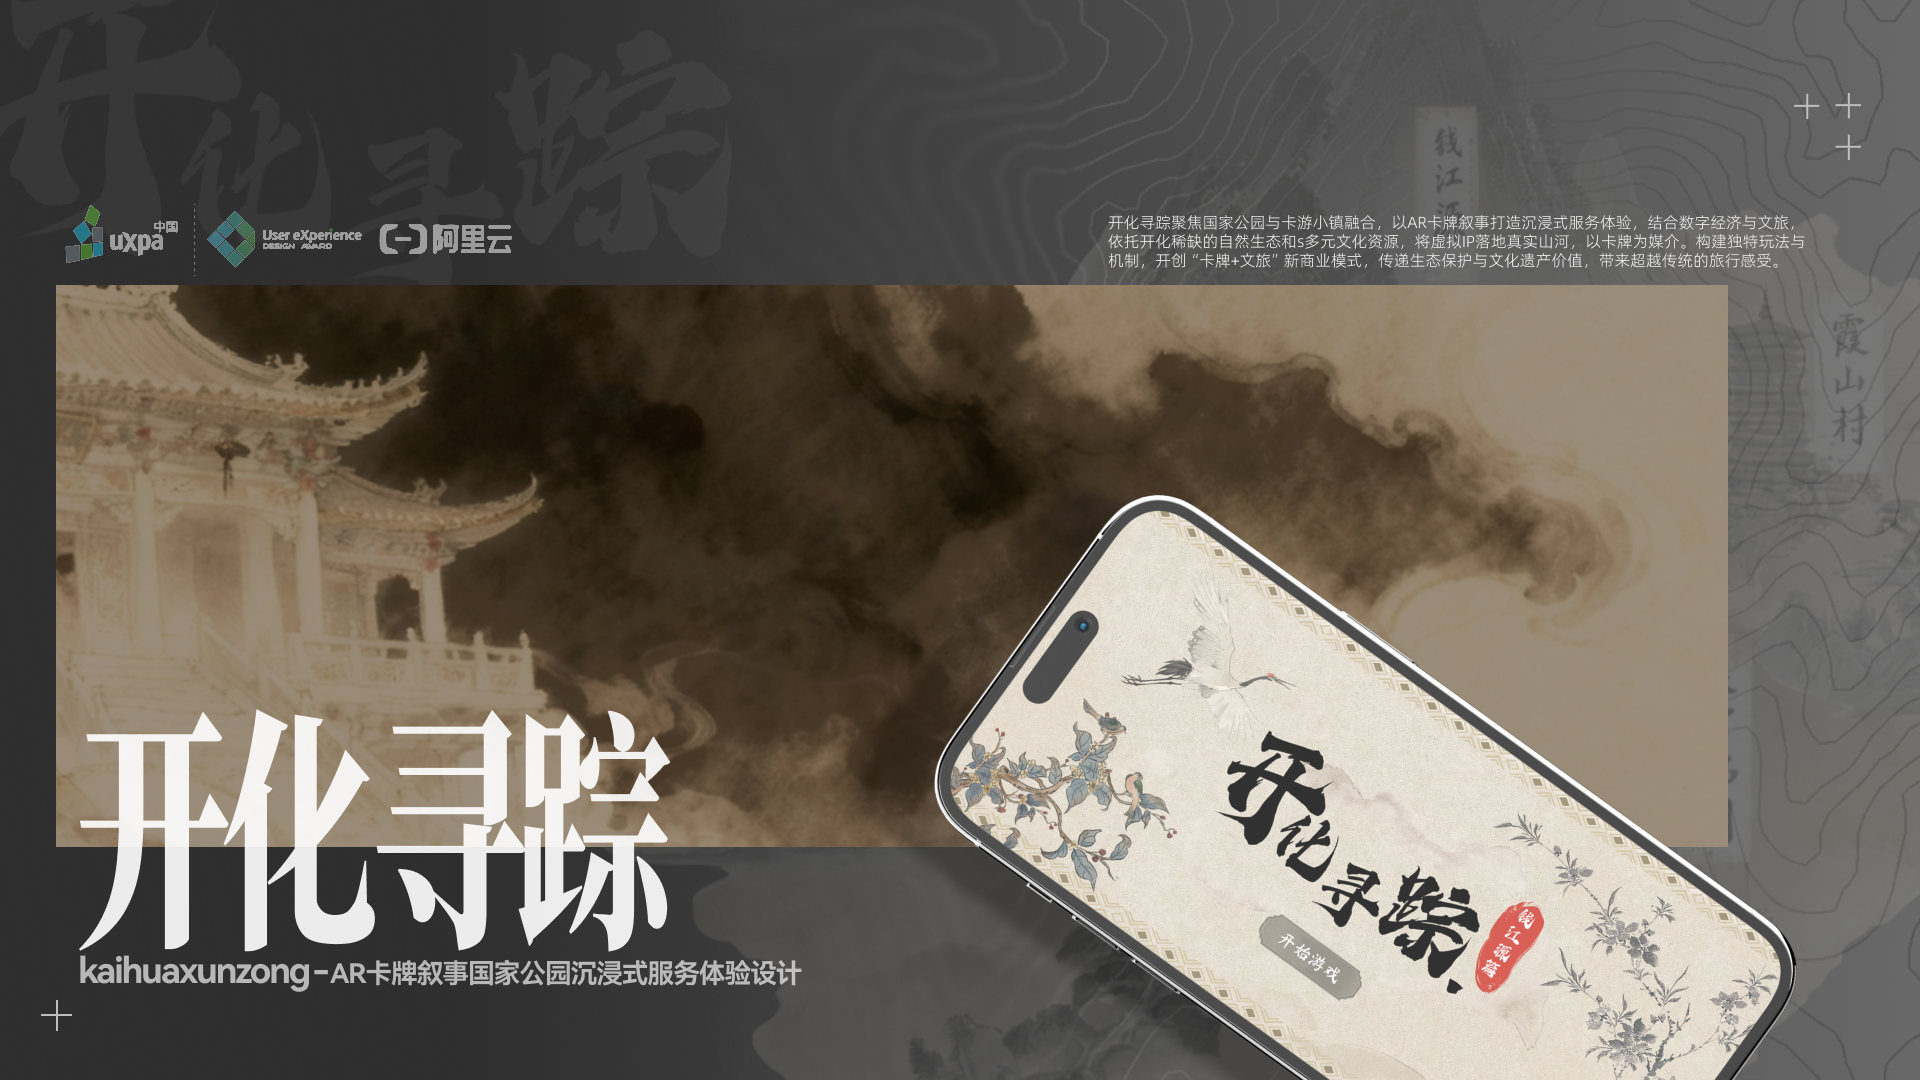 开化寻踪
钱江源
uxpa中国
User eXperience
DESIGN AWARD
阿里云
开化寻踪聚焦国家公园与卡游小镇融合，以AR卡牌叙事打造沉浸式服务体验，结合数字经济与文旅，
依托开化稀缺的自然生态和s多元文化资源，将虚拟IP落地真实山河，以卡牌为媒介。构建独特玩法与
机制，开创“卡牌+文旅”新商业模式，传递生态保护与文化遗产价值，带来超越传统的旅行感受。
霞山村
开化寻踪
钱江源篇
开始游戏
开化寻踪
kaihuaxunzong-AR卡牌叙事国家公园沉浸式服务体验设计